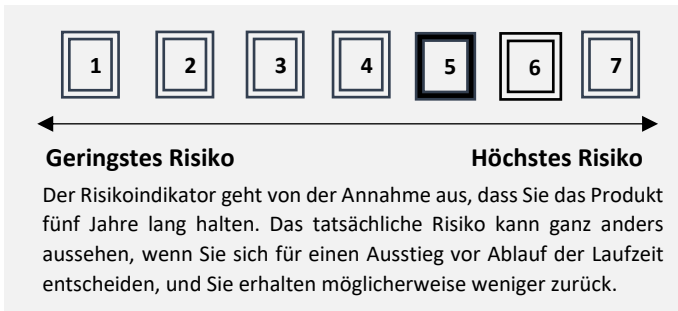 1 2 3 4 5 6 7
Geringstes Risiko Höchstes Risiko
Der Risikoindikator geht von der Annahme aus, dass Sie das Produkt
fünf Jahre lang halten. Das tatsächliche Risiko kann ganz anders
aussehen, wenn Sie sich für einen Ausstieg vor Ablauf der Laufzeit
entscheiden, und Sie erhalten möglicherweise weniger zurück.